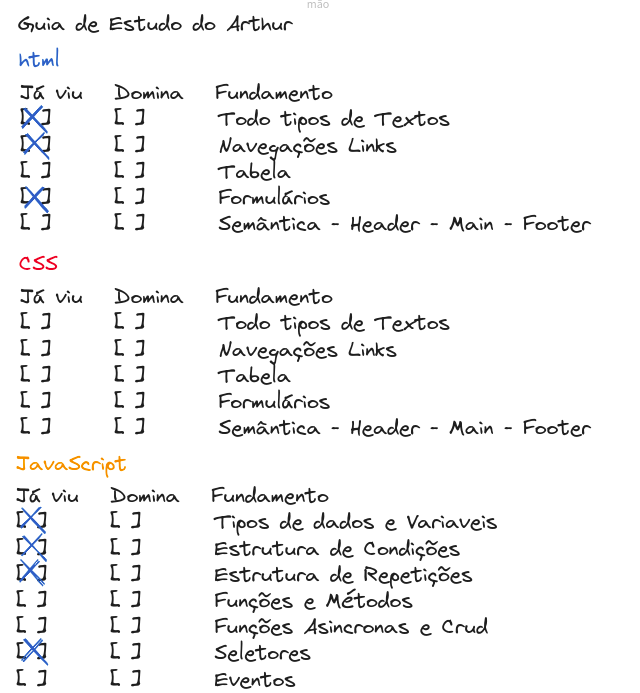 mão
Guia de Estudo do Arthur
html
Já viu Domina Fundamento
[X] [ ] Todo tipos de Textos
[X] [ ] Navegações Links
[ ] [ ] Tabela
[X] [ ] Formulários
[ ] [ ] Semântica - Header - Main - Footer
CSS
Já viu Domina Fundamento
[ ] [ ] Todo tipos de Textos
[ ] [ ] Navegações Links
[ ] [ ] Tabela
[ ] [ ] Formulários
[ ] [ ] Semântica - Header - Main - Footer
JavaScript
Já viu Domina Fundamento
[X] [ ] Tipos de dados e Variaveis
[X] [ ] Estrutura de Condições
[X] [ ] Estrutura de Repetições
[ ] [ ] Funções e Métodos
[ ] [ ] Funções Asincronas e Crud
[X] [ ] Seletores
[ ] [ ] Eventos